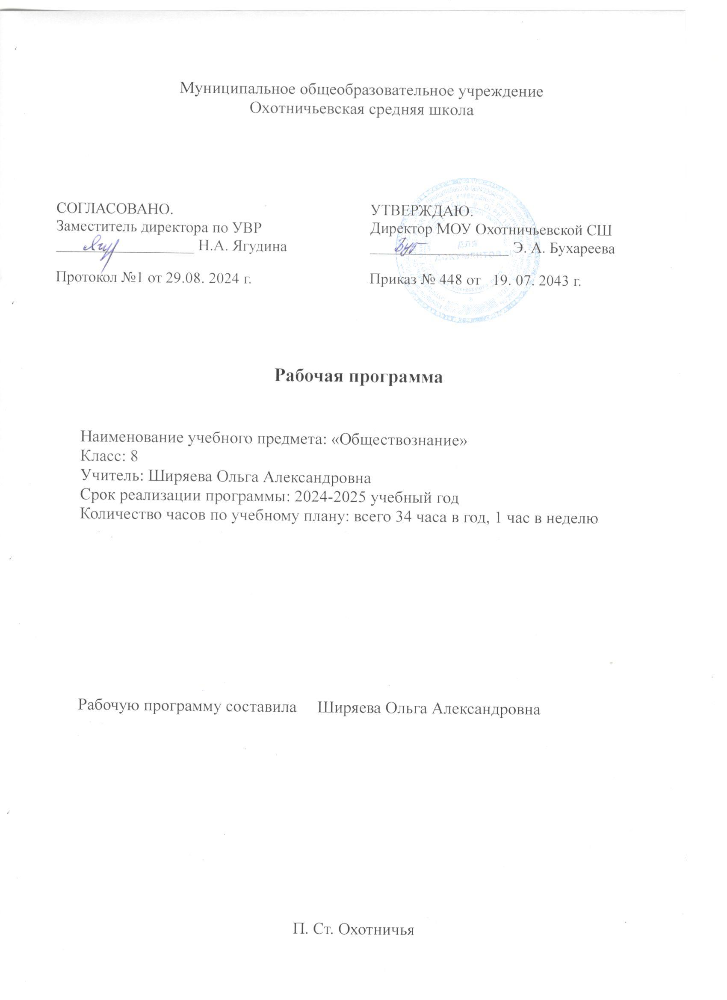 Муниципальное общеобразовательное учреждение
Охотничьевская средняя школа
СОГЛАСОВАНО.
Заместитель директора по УВР
Н.А. Ягудина
Протокол №1 от 29.08. 2024 г.
УТВЕРЖДАЮ.
Директор МОУ Охотничьевской СШ
Э. А. Бухареева
Приказ № 448 от 19. 07. 2043 г.
ДЛЯ
ДОКУМЕНТОВ
Рабочая программа
Наименование учебного предмета: «Обществознание»
Класс: 8
Учитель: Ширяева Ольга Александровна
Срок реализации программы: 2024-2025 учебный год
Количество часов по учебному плану: всего 34 часа в год, 1 час в неделю
Рабочую программу составила Ширяева Ольга Александровна
П. Ст. Охотничья